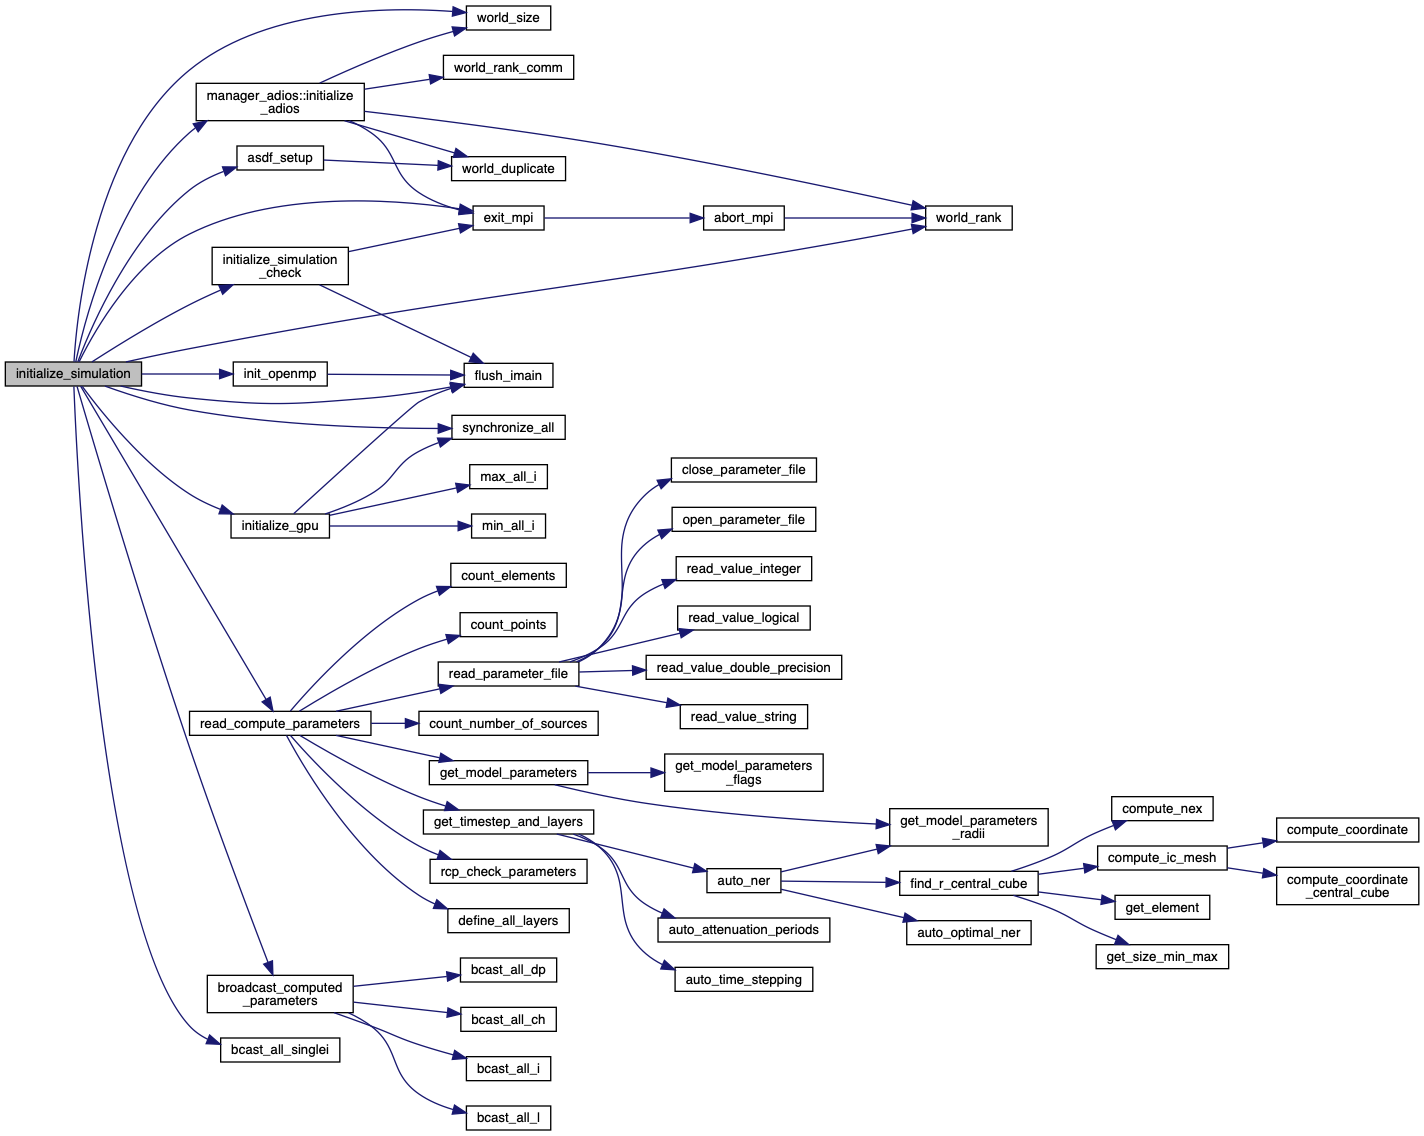 world_size
world_rank_comm
manager_adios::initialize
_adios
asdf_setup
world_duplicate
exit_mpi
abort_mpi
world_rank
initialize_simulation
_check
initialize_simulation
init_openmp
flush_imain
synchronize_all
close_parameter_file
max_all_i
open_parameter_file
initialize_gpu
min_all_i
read_value_integer
count_elements
read_value_logical
count_points
read_value_double_precision
read_parameter_file
read_value_string
read_compute_parameters
count_number_of_sources
get_model_parameters
get_model_parameters
_flags
compute_nex
get_timestep_and_layers
get_model_parameters
_radii
compute_coordinate
compute_ic_mesh
rcp_check_parameters
auto_ner
find_r_central_cube
compute_coordinate
_central_cube
get_element
define_all_layers
auto_attenuation_periods
auto_optimal_ner
get_size_min_max
bcast_all_dp
auto_time_stepping
broadcast_computed
_parameters
bcast_all_ch
bcast_all_singlei
bcast_all_i
bcast_all_l